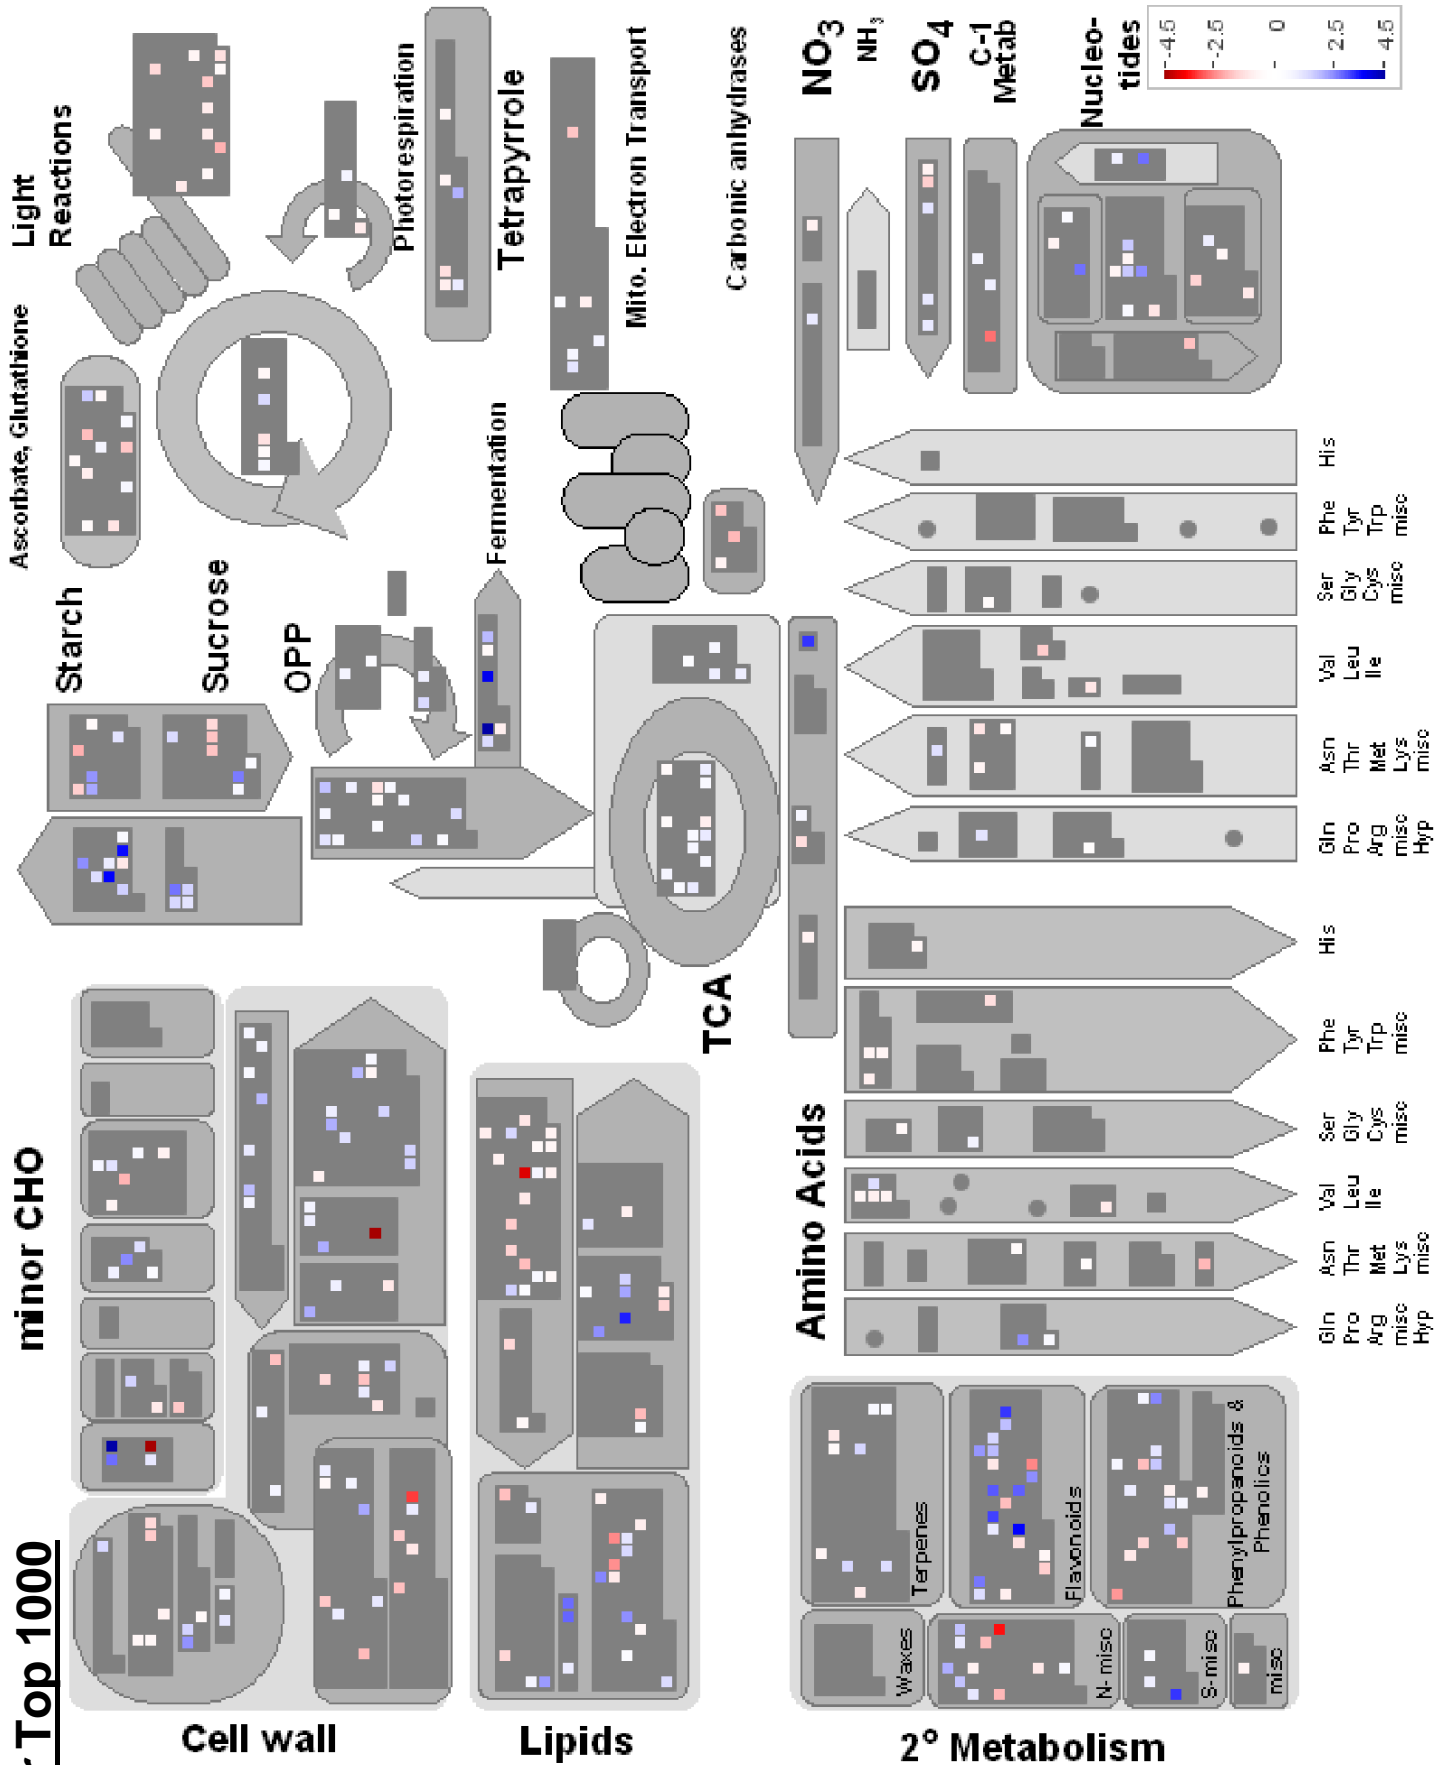 Top 1000
minor CHO
Cell wall
Lipids
Starch
Sucrose
OPP
Fermentation
TCA
Ascorbate, Glutathione
Light
Reactions
Photorespiration
Tetrapyrrole
Mito. Electron Transport
Carbonic anhydrases
NO3
NH3
SO4
C-1
Metab
Nucleo-
tides
-4.5
-2.5
0
2.5
4.5
Amino Acids
His
Phe
Tyr
Trp
misc
Ser
Gly
Cys
misc
Val
Leu
Ile
Asn
Thr
Met
Lys
misc
Gln
Pro
Arg
misc
Hyp
His
Phe
Tyr
Trp
misc
Ser
Gly
Cys
misc
Val
Leu
Ile
Asn
Thr
Met
Lys
misc
Gln
Pro
Arg
misc
Hyp
2° Metabolism
Terpenes
Flavonoids
Phenylpropanoids &
Phenolics
Waxes
N-misc
S-misc
misc